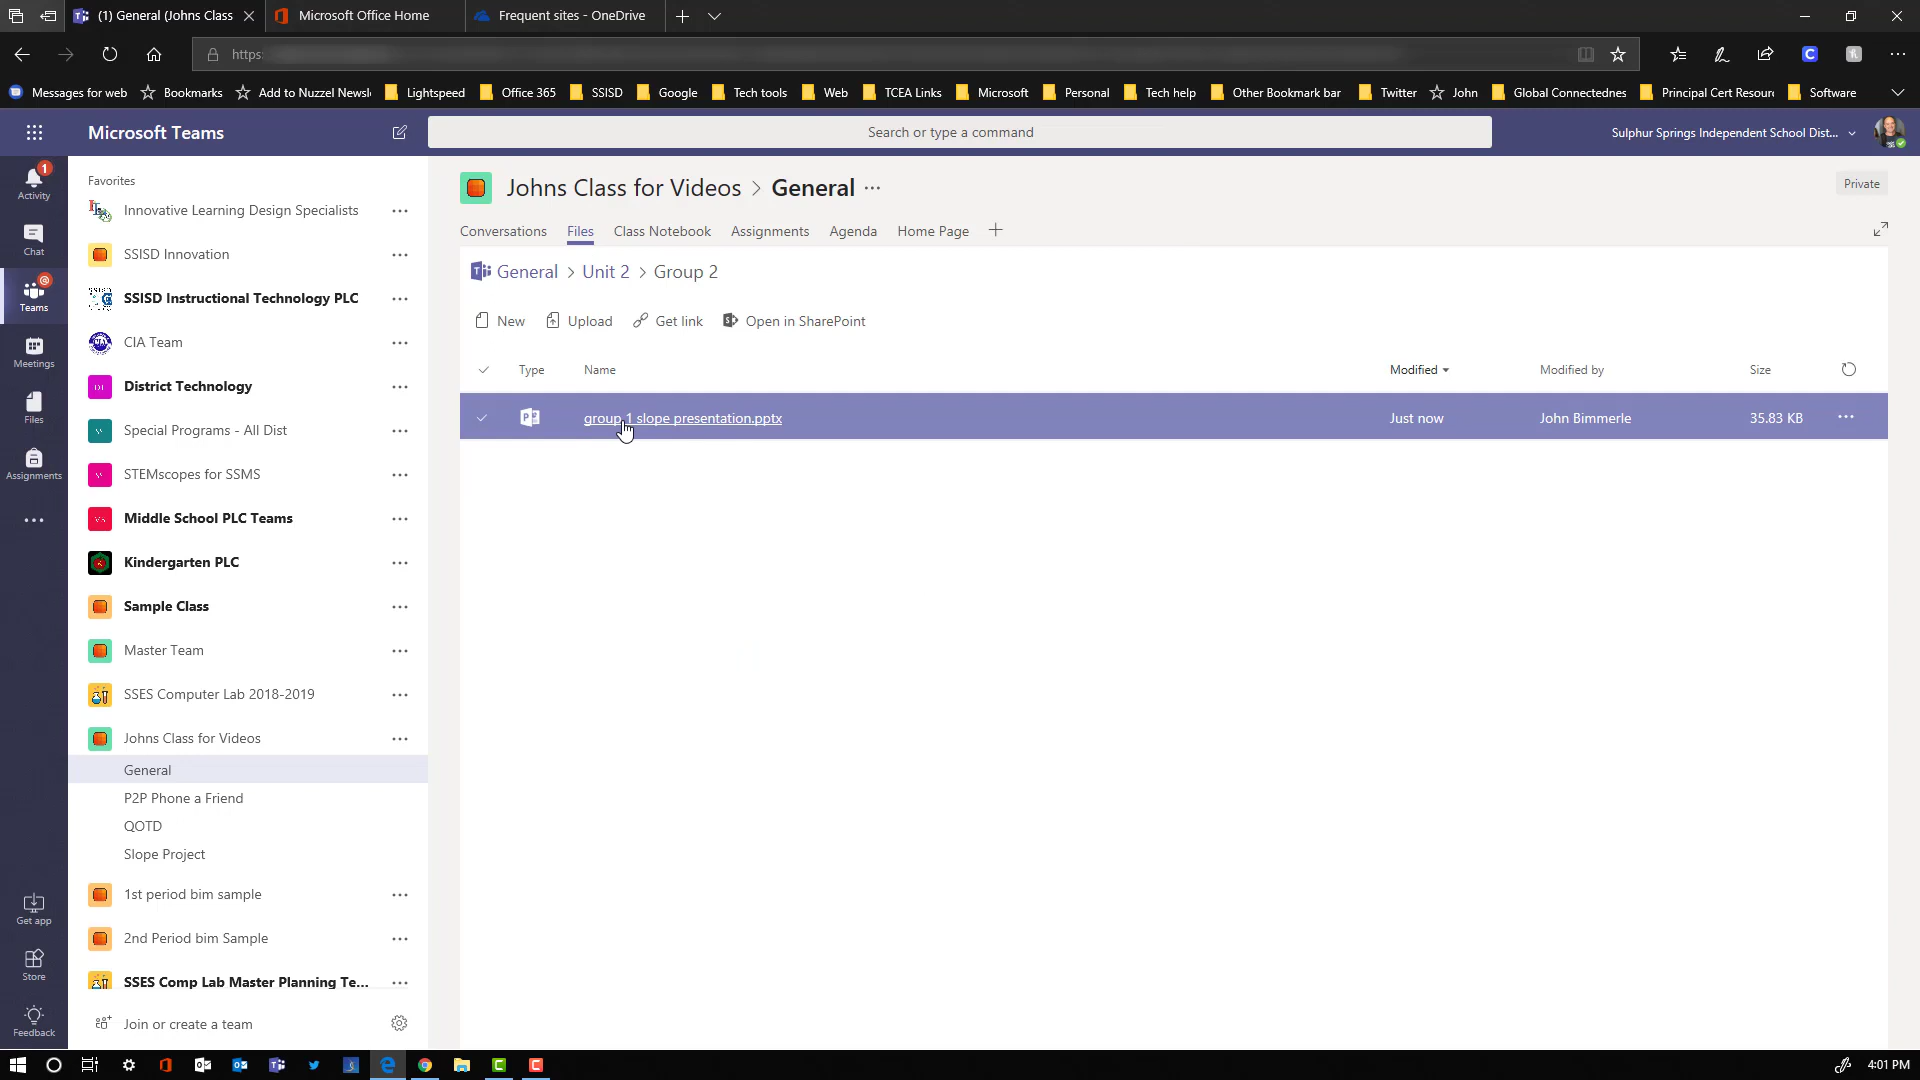 (1) General (Johns Class
Microsoft Office Home
Frequent sites - OneDrive
https:
Messages for web
Bookmarks
Add to Nuzzel Newsl
Lightspeed
Office 365
SSISD
Google
Tech tools
Web
TCEA Links
Microsoft
Personal
Tech help
Other Bookmark bar
Twitter
John
Global Connectednes
Principal Cert Resourc
Software
Microsoft Teams
Search or type a command
Sulphur Springs Independent School Dist...
Activity
1
Chat
Teams
Meetings
Files
Assignments
Get app
Store
Feedback
Favorites
Innovative Learning Design Specialists
SSISD Innovation
SSISD Instructional Technology PLC
CIA Team
District Technology
Special Programs - All Dist
STEMscopes for SSMS
Middle School PLC Teams
Kindergarten PLC
Sample Class
Master Team
SSES Computer Lab 2018-2019
Johns Class for Videos
General
P2P Phone a Friend
QOTD
Slope Project
1st period bim sample
2nd Period bim Sample
SSES Comp Lab Master Planning Te...
Join or create a team
Johns Class for Videos > General
Private
Conversations
Files
Class Notebook
Assignments
Agenda
Home Page
General > Unit 2 > Group 2
New
Upload
Get link
Open in SharePoint
Type
Name
Modified
Modified by
Size
group 1 slope presentation.pptx
Just now
John Bimmerle
35.83 KB
4:01 PM